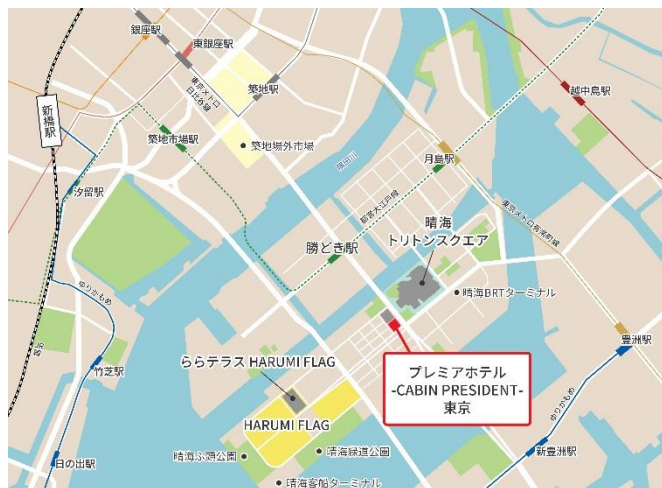 銀座駅
東銀座駅
築地駅
東京メトロ
日比谷線
越中島駅
新橋駅
築地市場駅
築地場外市場
隅田川
月島駅
汐留駅
都営大江戸線
東京メトロ有楽町線
晴海
トリトンスクエア
勝どき駅
晴海BRTターミナル
ゆりかもめ
豊洲駅
ららテラス HARUMI FLAG
プレミアホテル
-CABIN PRESIDENT-
東京
竹芝駅
ゆりかもめ
HARUMI FLAG
晴海ふ頭公園
晴海緑道公園
新豊洲駅
日の出駅
晴海客船ターミナル